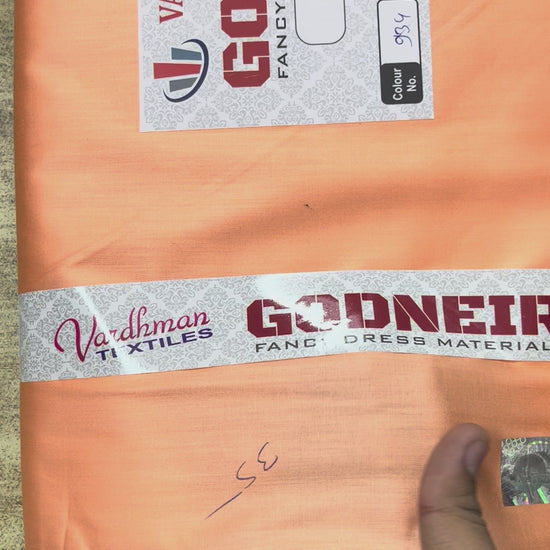 VA
GO
FANCY
Colour
No.
934
Vardhman
TEXTILES
GODNEIR
FANCY DRESS MATERIAL
35/-